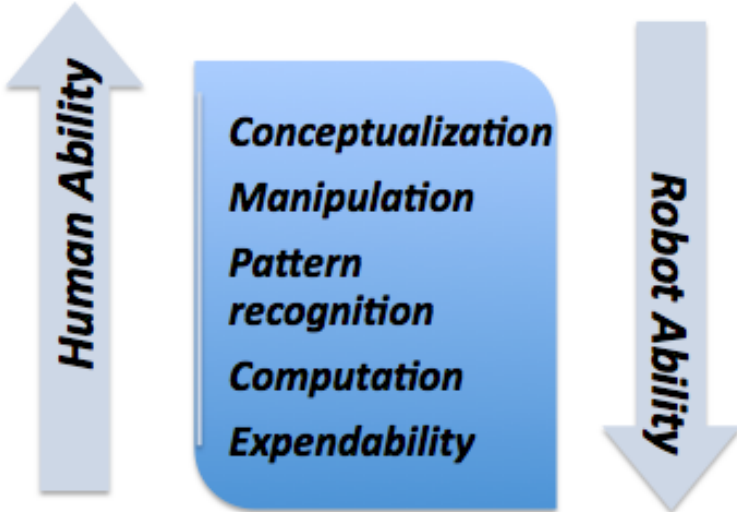 Human Ability
Conceptualization
Manipulation
Pattern
recognition
Computation
Expendability
Robot Ability